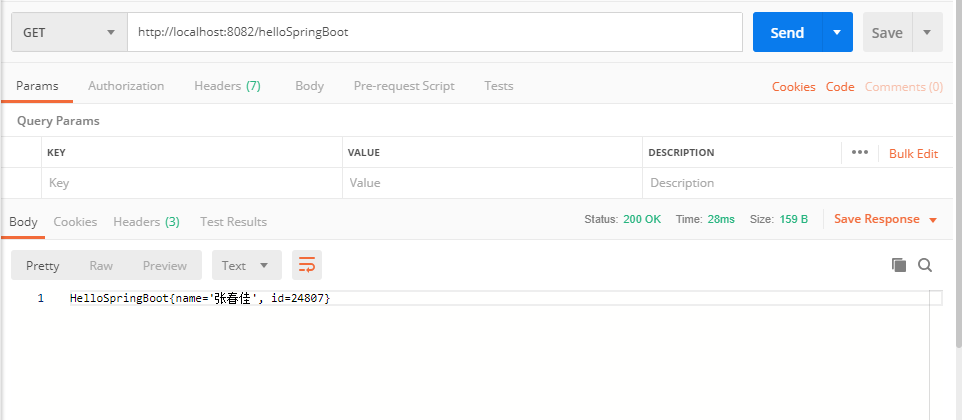 GET http://localhost:8082/helloSpringBoot Send Save
Params Authorization Headers (7) Body Pre-request Script Tests Cookies Code Comments (0)
Query Params
KEY VALUE DESCRIPTION ••• Bulk Edit
Key Value Description
Body Cookies Headers (3) Test Results Status: 200 OK Time: 28ms Size: 159 B Save Response
Pretty Raw Preview Text
1 HelloSpringBoot{name='张春佳', id=24807}